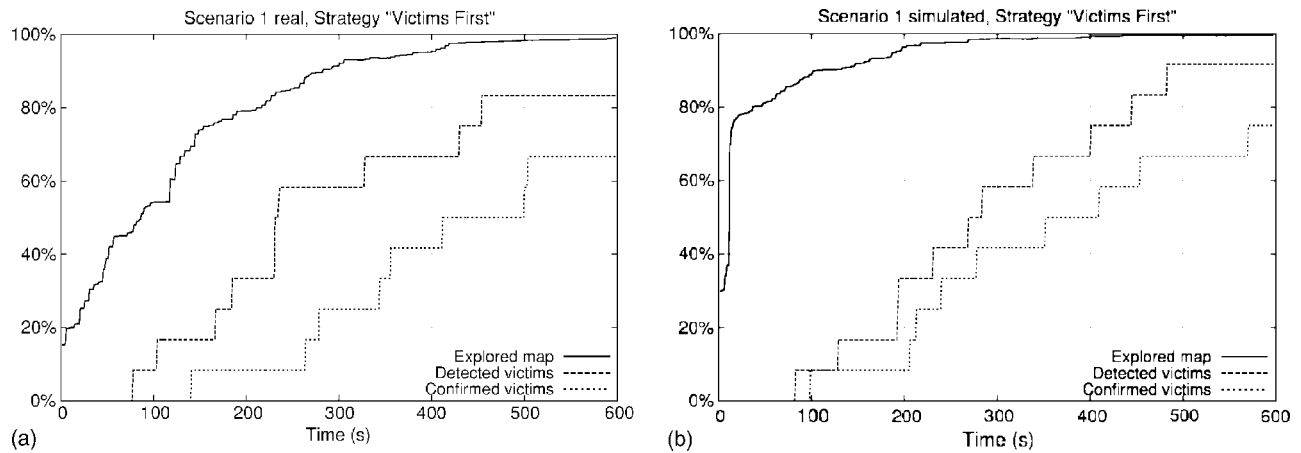 Scenario 1 real, Strategy "Victims First"
100%
80%
60%
40%
20%
0%
Explored map
Detected victims
Confirmed victims
0 100 200 300 400 500 600
Time (s)
(a)
Scenario 1 simulated, Strategy "Victims First"
100%
80%
60%
40%
20%
0%
Explored map
Detected victims
Confirmed victims
0 100 200 300 400 500 600
Time (s)
(b)